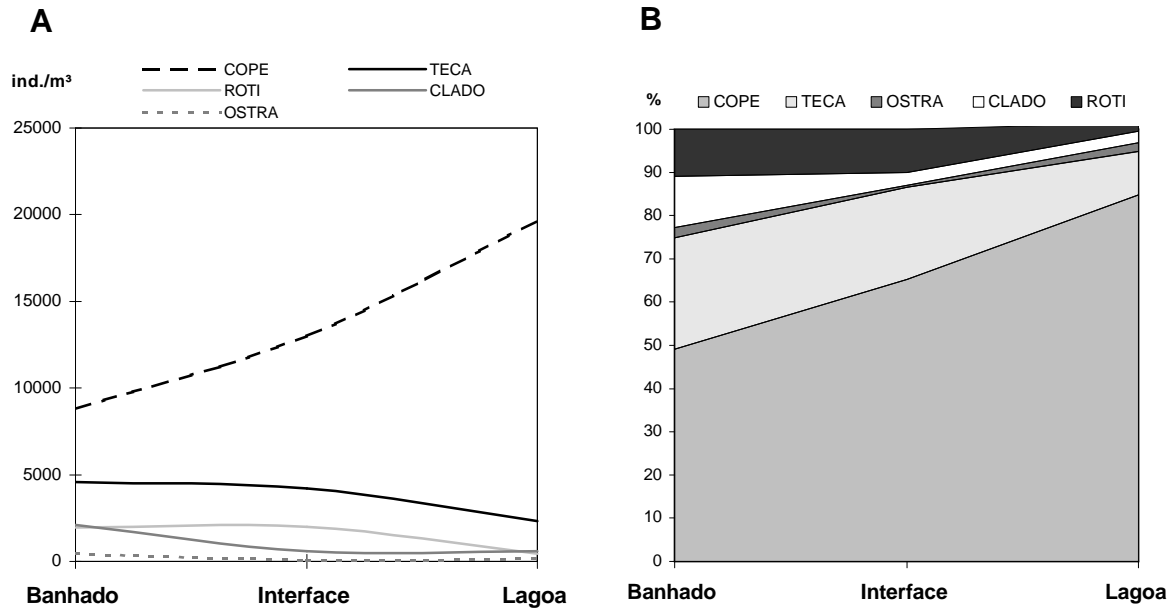 A
ind./m³
COPE TECA
ROTI CLADO
OSTRA
25000
20000
15000
10000
5000
0
Banhado Interface Lagoa
B
% COPE TECA OSTRA CLADO ROTI
100
90
80
70
60
50
40
30
20
10
0
Banhado Interface Lagoa